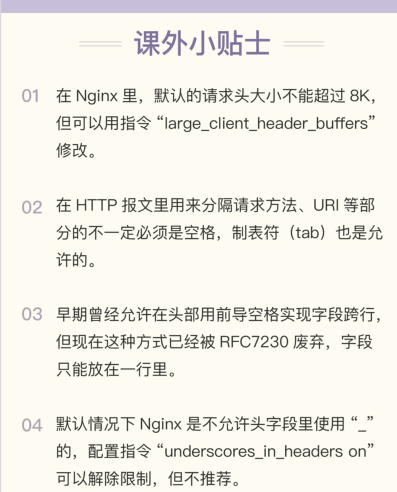 课外小贴士
01 在 Nginx 里，默认的请求头大小不能超过 8K，
但可以用指令 “large_client_header_buffers”
修改。
02 在 HTTP 报文里用来分隔请求方法、URI 等部
分的不一定必须是空格，制表符（tab）也是允
许的。
03 早期曾经允许在头部用前导空格实现字段跨行，
但现在这种方式已经被 RFC7230 废弃，字段
只能放在一行里。
04 默认情况下 Nginx 是不允许头字段里使用 “_”
的，配置指令 “underscores_in_headers on”
可以解除限制，但不推荐。